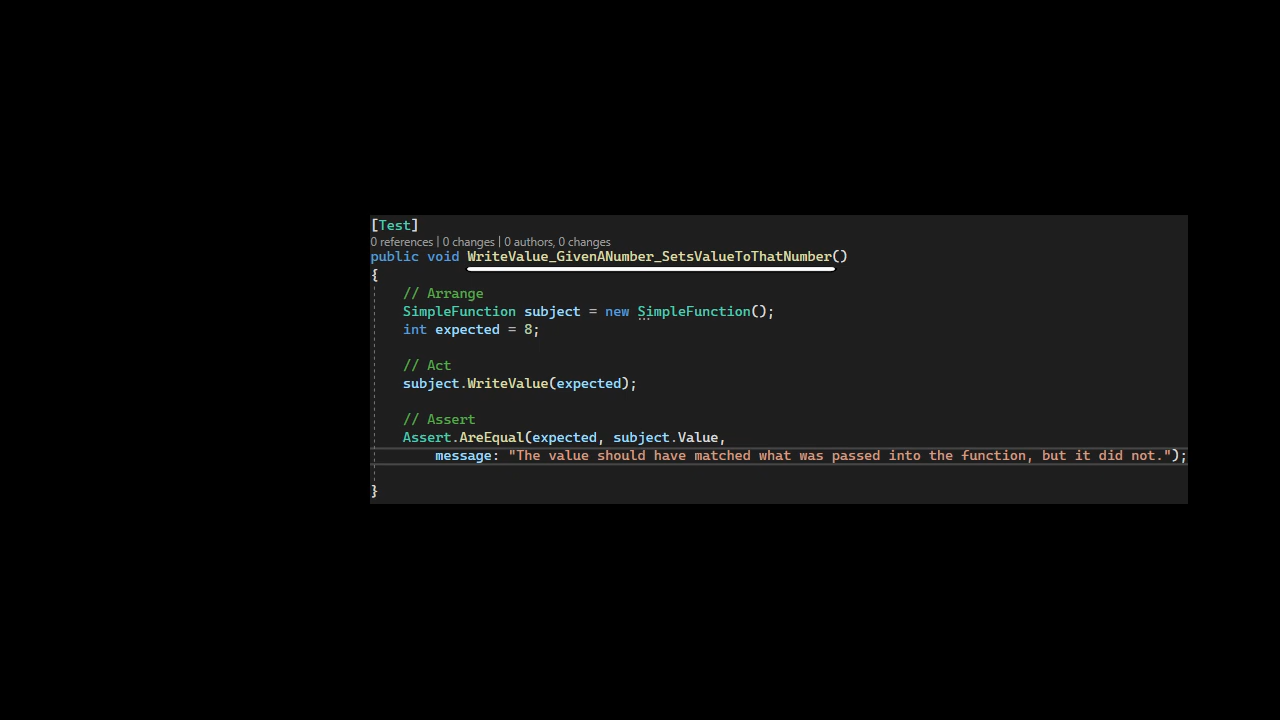 [Test]
0 references | 0 changes | 0 authors, 0 changes
public void WriteValue_GivenANumber_SetsValueToThatNumber()
{
// Arrange
SimpleFunction subject = new SimpleFunction();
int expected = 8;
// Act
subject.WriteValue(expected);
// Assert
Assert.AreEqual(expected, subject.Value,
message: "The value should have matched what was passed into the function, but it did not.");
}